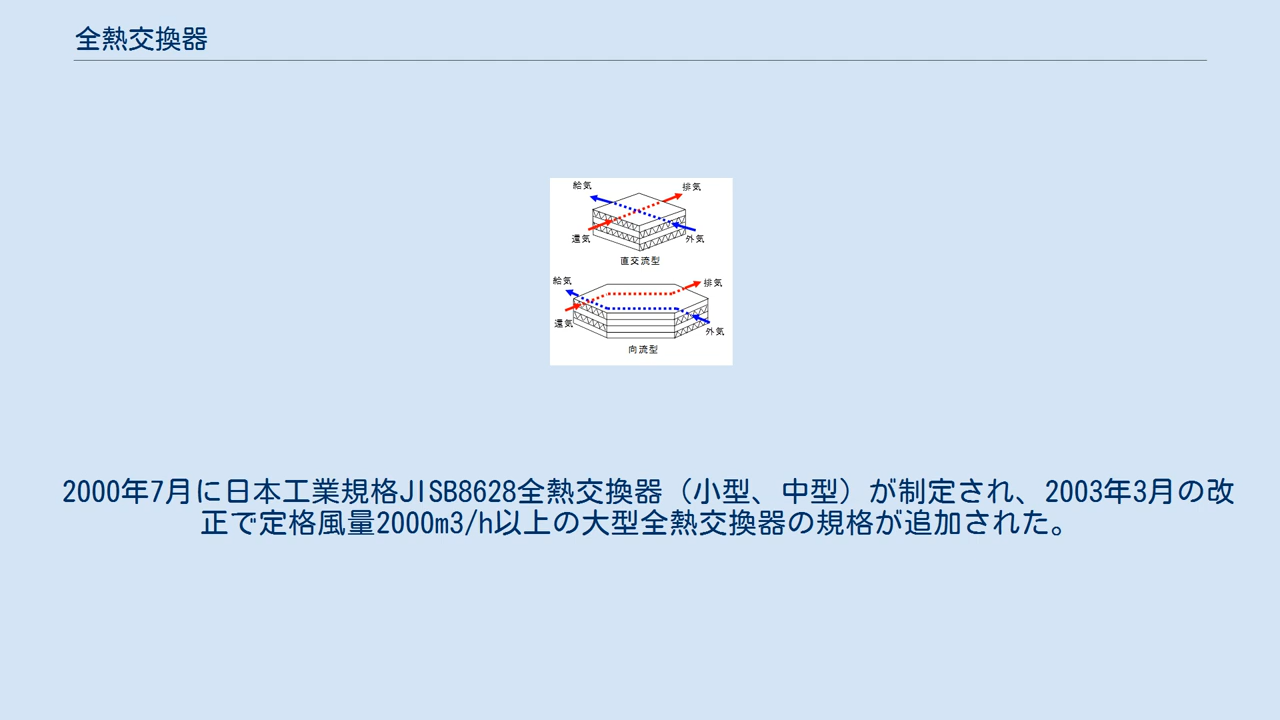 全熱交換器
給気
排気
還気
外気
直交流型
給気
排気
還気
外気
向流型
2000年7月に日本工業規格JISB8628全熱交換器（小型、中型）が制定され、2003年3月の改
正で定格風量2000m3/h以上の大型全熱交換器の規格が追加された。